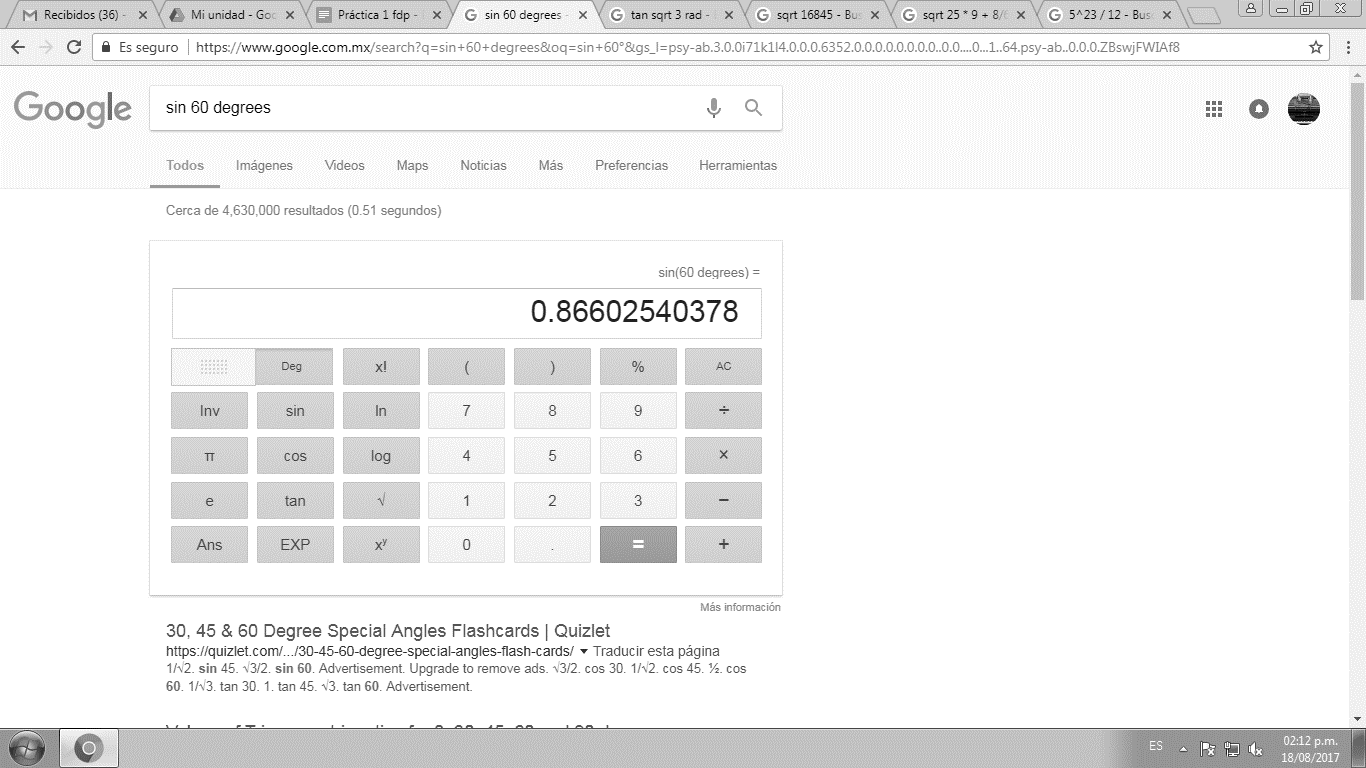 Recibidos (36) -
Mi unidad - Goo
Práctica 1 fdp -
sin 60 degrees -
tan sqrt 3 rad -
sqrt 16845 - Bus
sqrt 25 * 9 + 8/6
5^23 / 12 - Busc
Es seguro
https://www.google.com.mx/search?q=sin+60+degrees&oq=sin+60°&gs_l=psy-ab.3.0.0i71k1l4.0.0.0.6352.0.0.0.0.0.0.0.0..0.0....0...1..64.psy-ab..0.0.0.ZBswjFWIAf8
Google
sin 60 degrees
Todos Imágenes Videos Maps Noticias Más Preferencias Herramientas
Cerca de 4,630,000 resultados (0.51 segundos)
sin(60 degrees) =
0.86602540378
Deg x! ( ) % AC
Inv sin ln 7 8 9 ÷
π cos log 4 5 6 ×
e tan √ 1 2 3 −
Ans EXP xʸ 0 . = +
Más información
30, 45 & 60 Degree Special Angles Flashcards | Quizlet
https://quizlet.com/.../30-45-60-degree-special-angles-flash-cards/ ▾ Traducir esta página
1/√2. sin 45. √3/2. sin 60. Advertisement. Upgrade to remove ads. √3/2. cos 30. 1/√2. cos 45. ½. cos
60. 1/√3. tan 30. 1. tan 45. √3. tan 60. Advertisement.
ES
02:12 p.m.
18/08/2017